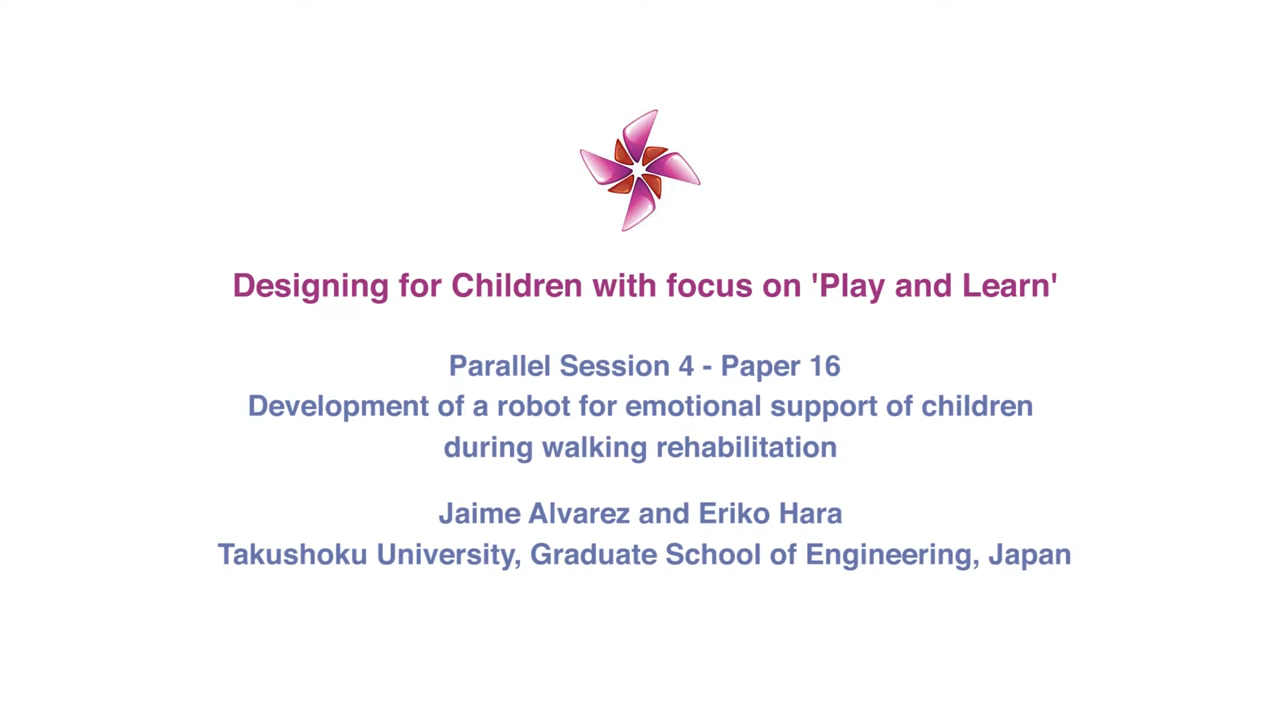 Designing for Children with focus on 'Play and Learn'
Parallel Session 4 - Paper 16
Development of a robot for emotional support of children
during walking rehabilitation
Jaime Alvarez and Eriko Hara
Takushoku University, Graduate School of Engineering, Japan